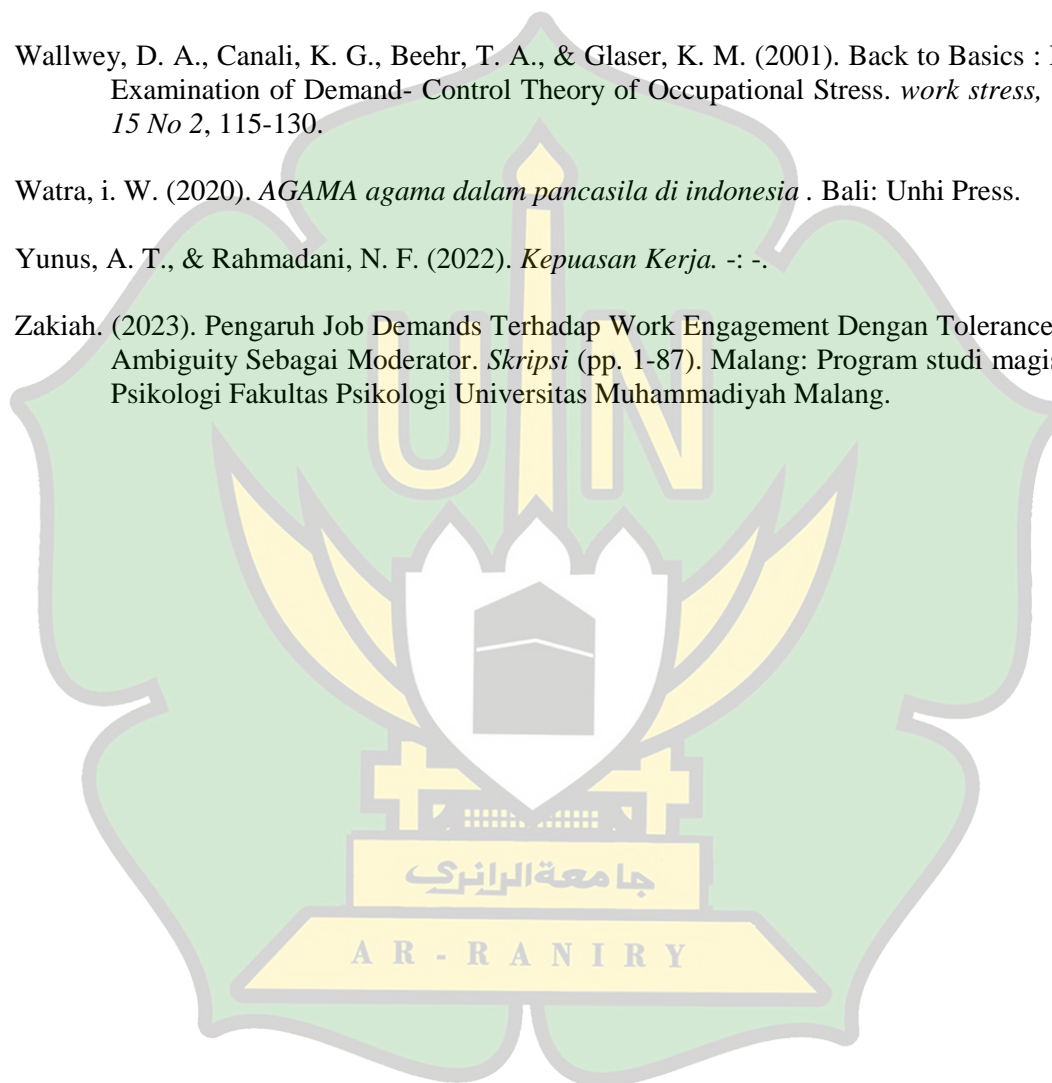 Wallwey, D. A., Canali, K. G., Beehr, T. A., & Glaser, K. M. (2001). Back to Basics :
Examination of Demand- Control Theory of Occupational Stress. work stress,
15 No 2, 115-130.
Watra, i. W. (2020). AGAMA agama dalam pancasila di indonesia . Bali: Unhi Press.
Yunus, A. T., & Rahmadani, N. F. (2022). Kepuasan Kerja. -: -.
Zakiah. (2023). Pengaruh Job Demands Terhadap Work Engagement Dengan Tolerance
Ambiguity Sebagai Moderator. Skripsi (pp. 1-87). Malang: Program studi magis
Psikologi Fakultas Psikologi Universitas Muhammadiyah Malang.
UIN
جامعة الرانري
AR-RANIRY